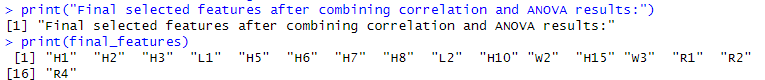 > print("Final selected features after combining correlation and ANOVA results:")
[1] "Final selected features after combining correlation and ANOVA results:"
> print(final_features)
[1] "H1" "H2" "H3" "L1" "H5" "H6" "H7" "H8" "L2" "H10" "W2" "H15" "W3" "R1" "R2"
[16] "R4"